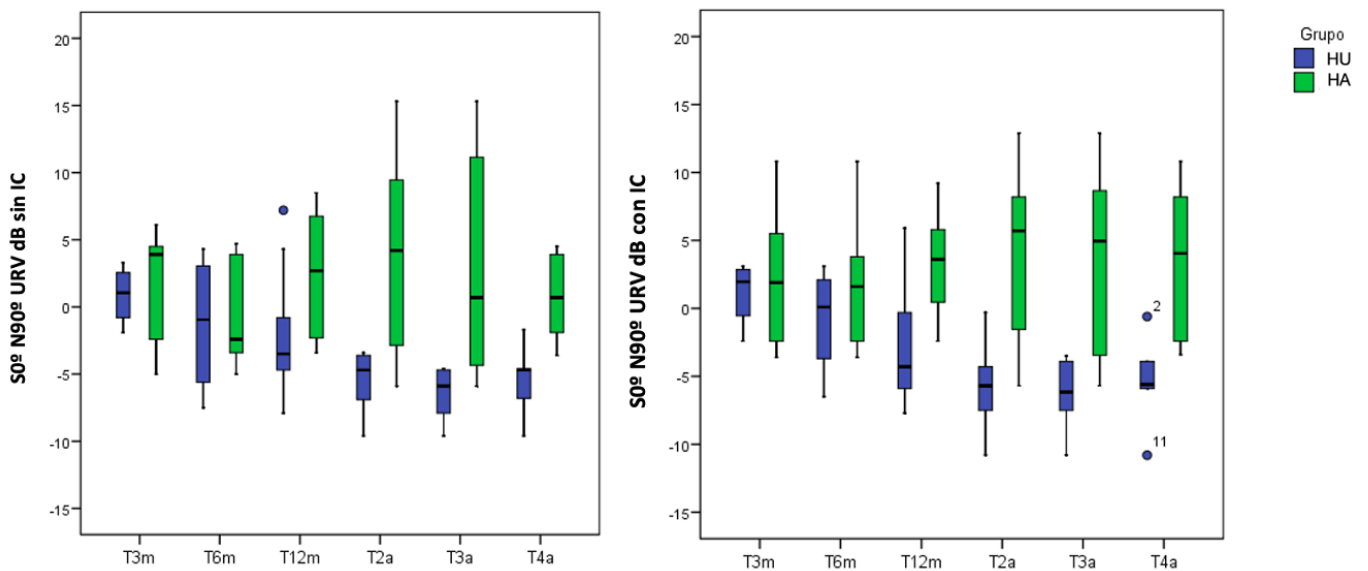 S0º N90º URV dB sin IC
20
15
10
5
0
-5
-10
-15
T3m T6m T12m T2a T3a T4a
S0º N90º URV dB con IC
20
15
10
5
0
-5
-10
-15
2
11
T3m T6m T12m T2a T3a T4a
Grupo
HU
HA